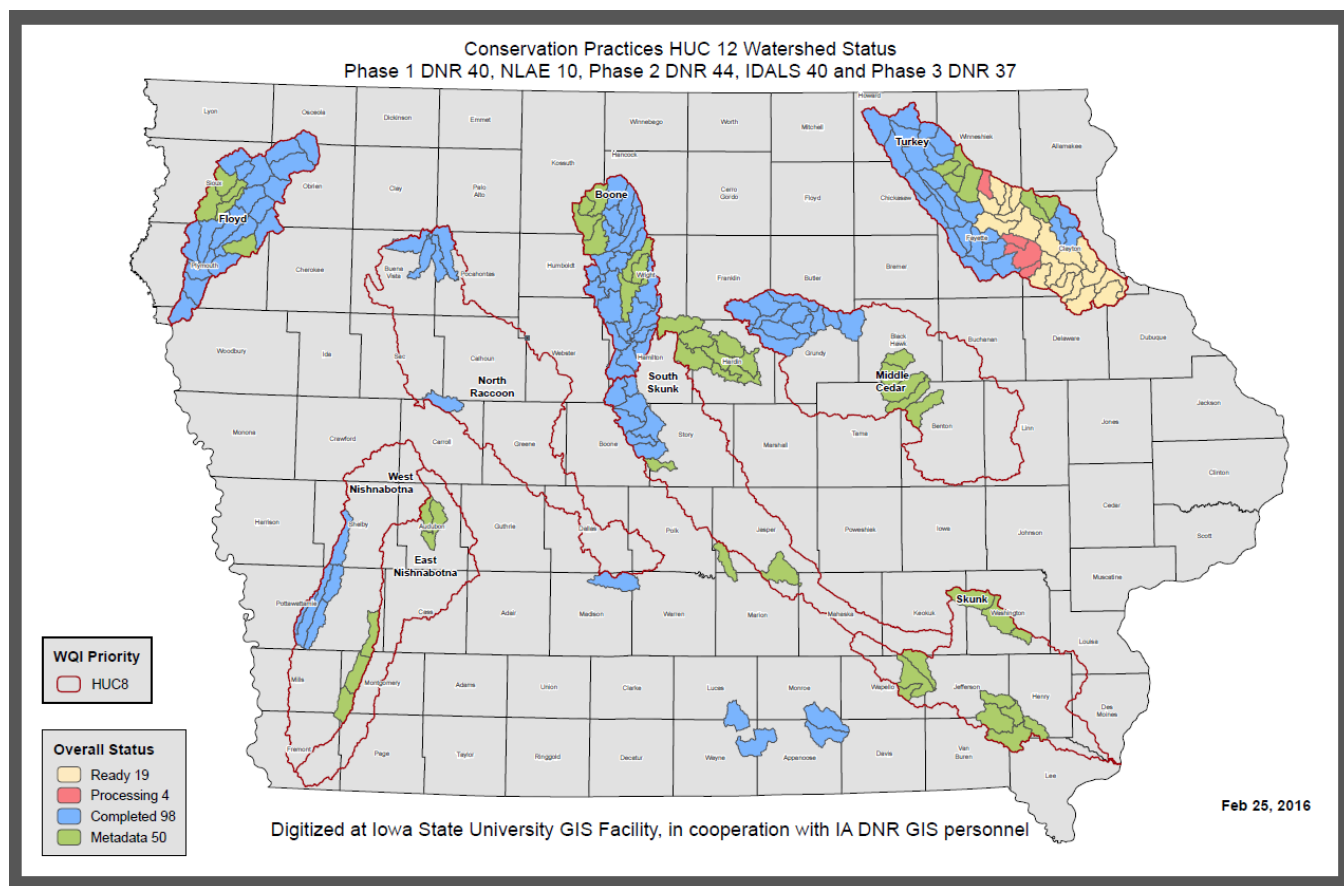 Conservation Practices HUC 12 Watershed Status
Phase 1 DNR 40, NLAE 10, Phase 2 DNR 44, IDALS 40 and Phase 3 DNR 37
Howard
Lyon
Osceola
Dickinson
Emmet
Winnebego
Worth
Mitchell
Turkey
Winneshiek
Allamakee
Kossuth
Hancock
Sioux
Obrien
Clay
Palo
Alto
Boone
Cerro
Gordo
Floyd
Chickasaw
Floyd
Fayette
Clayton
Plymouth
Cherokee
Buena
Vista
Pocahontas
Humboldt
Wright
Franklin
Butler
Bremer
Woodbury
Ida
Sac
Calhoun
Webster
Hamilton
Hardin
Grundy
Black
Hawk
Buchanan
Delaware
Dubuque
North
Raccoon
South
Skunk
Middle
Cedar
Monona
Crawford
Carroll
Greene
Boone
Story
Marshall
Tama
Benton
Linn
Jones
Jackson
Clinton
West
Nishnabotna
Harrison
Shelby
Audubon
Guthrie
Dallas
Polk
Jasper
Poweshiek
Iowa
Johnson
Cedar
Scott
Muscatine
East
Nishnabotna
Pottawattamie
Cass
Adair
Madison
Warren
Marion
Mahaska
Keokuk
Skunk
Washington
Louisa
Mills
Montgomery
Adams
Union
Clarke
Lucas
Monroe
Wapello
Jefferson
Henry
Des
Moines
Fremont
Page
Taylor
Ringgold
Decatur
Wayne
Appanoose
Davis
Van
Buren
Lee
WQI Priority
HUC8
Overall Status
Ready 19
Processing 4
Completed 98
Metadata 50
Feb 25, 2016
Digitized at Iowa State University GIS Facility, in cooperation with IA DNR GIS personnel